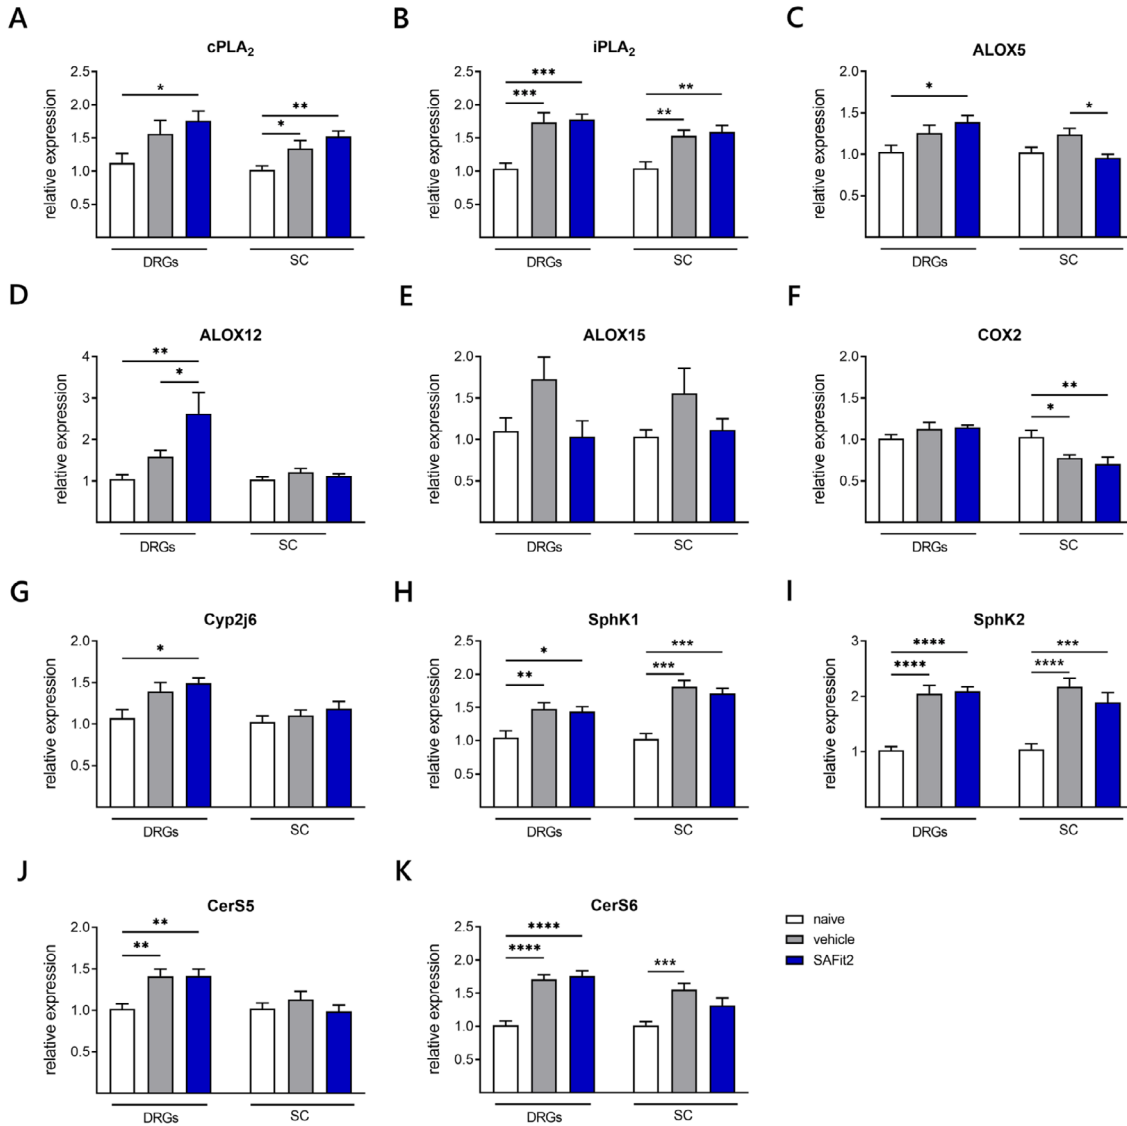 A
cPLA2
relative expression
2.5
2.0
1.5
1.0
0.5
*
*
**
DRGs
SC
B
iPLA2
relative expression
2.5
2.0
1.5
1.0
0.5
***
***
**
**
DRGs
SC
C
ALOX5
relative expression
2.0
1.5
1.0
0.5
*
*
DRGs
SC
D
ALOX12
relative expression
4
3
2
1
**
*
DRGs
SC
E
ALOX15
relative expression
2.0
1.5
1.0
0.5
DRGs
SC
F
COX2
relative expression
2.0
1.5
1.0
0.5
**
*
DRGs
SC
G
Cyp2j6
relative expression
2.0
1.5
1.0
0.5
*
DRGs
SC
H
SphK1
relative expression
2.5
2.0
1.5
1.0
0.5
*
**
***
***
DRGs
SC
I
SphK2
relative expression
3
2
1
****
****
***
****
DRGs
SC
J
CerS5
relative expression
2.0
1.5
1.0
0.5
**
**
DRGs
SC
K
CerS6
relative expression
2.5
2.0
1.5
1.0
0.5
****
****
***
DRGs
SC
naive
vehicle
SAFit2